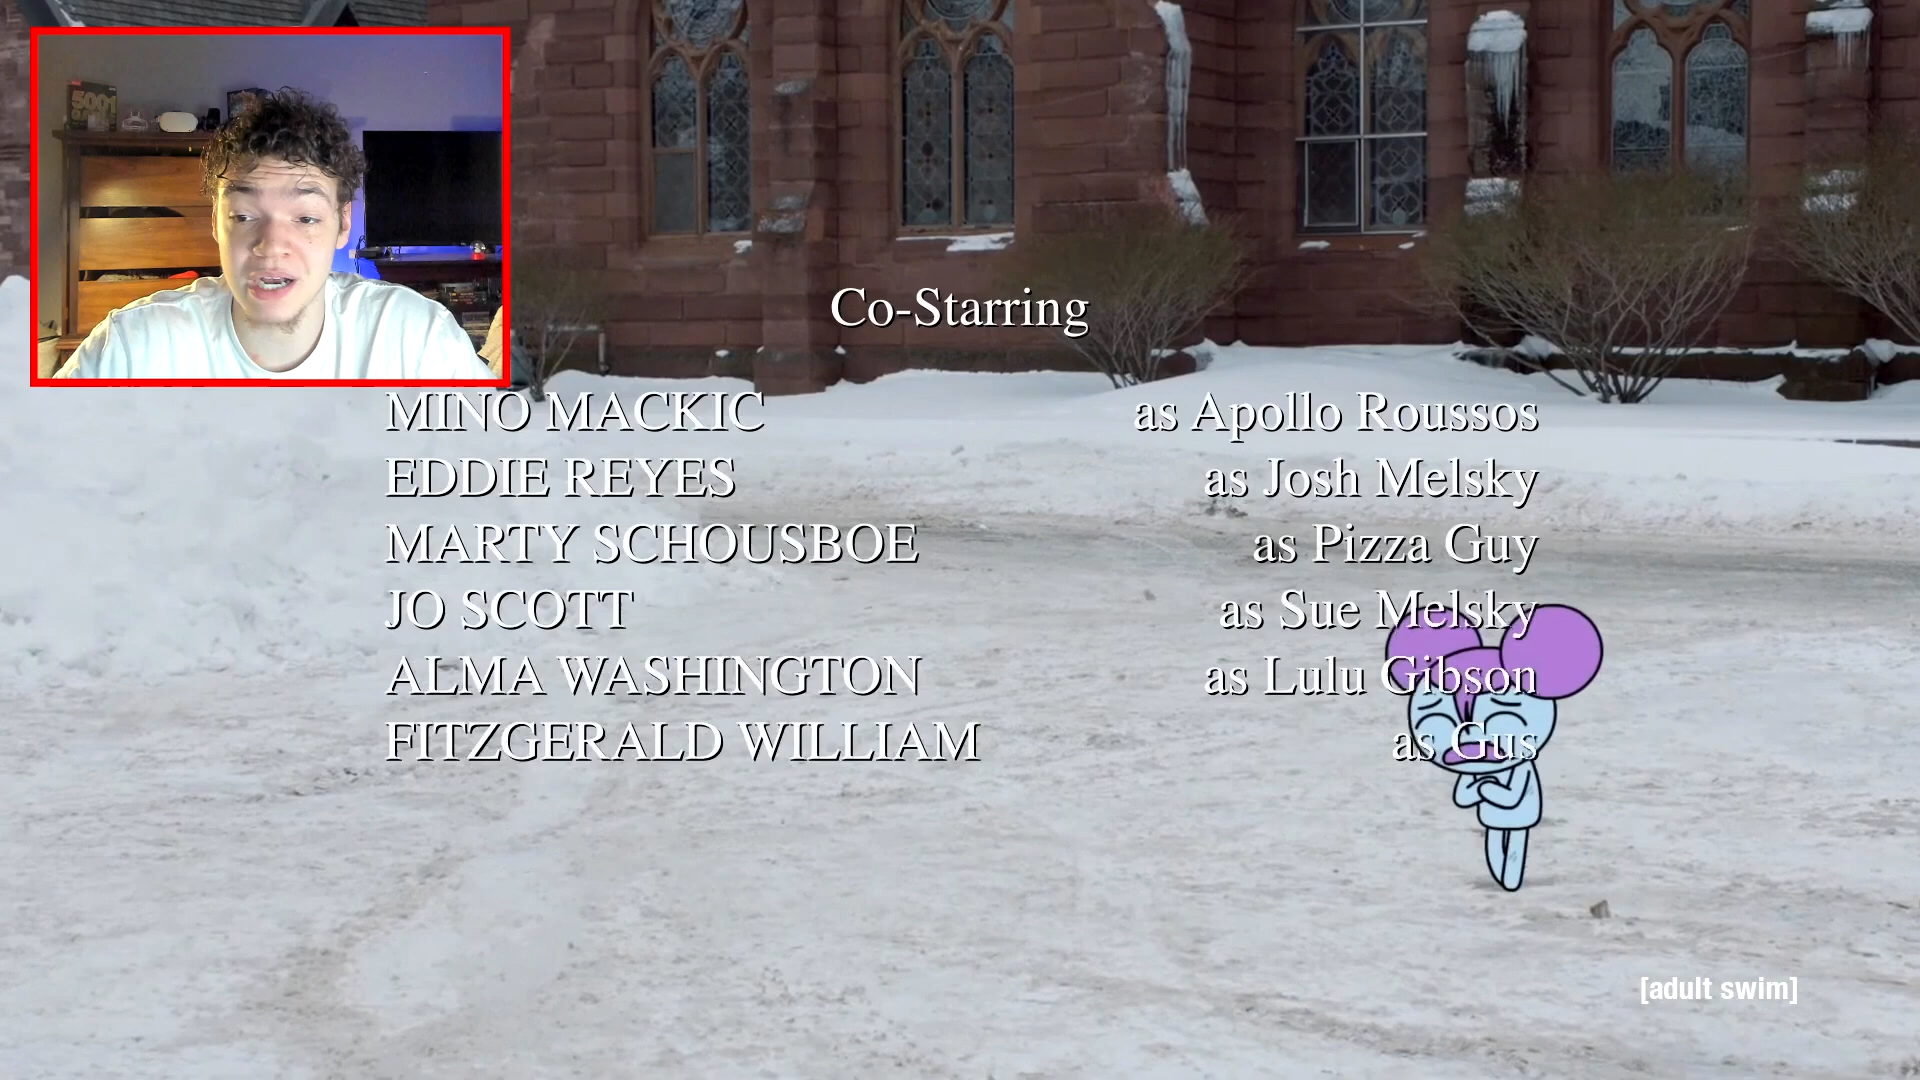 5001
Co-Starring
MINO MACKIC as Apollo Roussos
EDDIE REYES as Josh Melsky
MARTY SCHOUSBOE as Pizza Guy
JO SCOTT as Sue Melsky
ALMA WASHINGTON as Lulu Gibson
FITZGERALD WILLIAM as Gus
[adult swim]